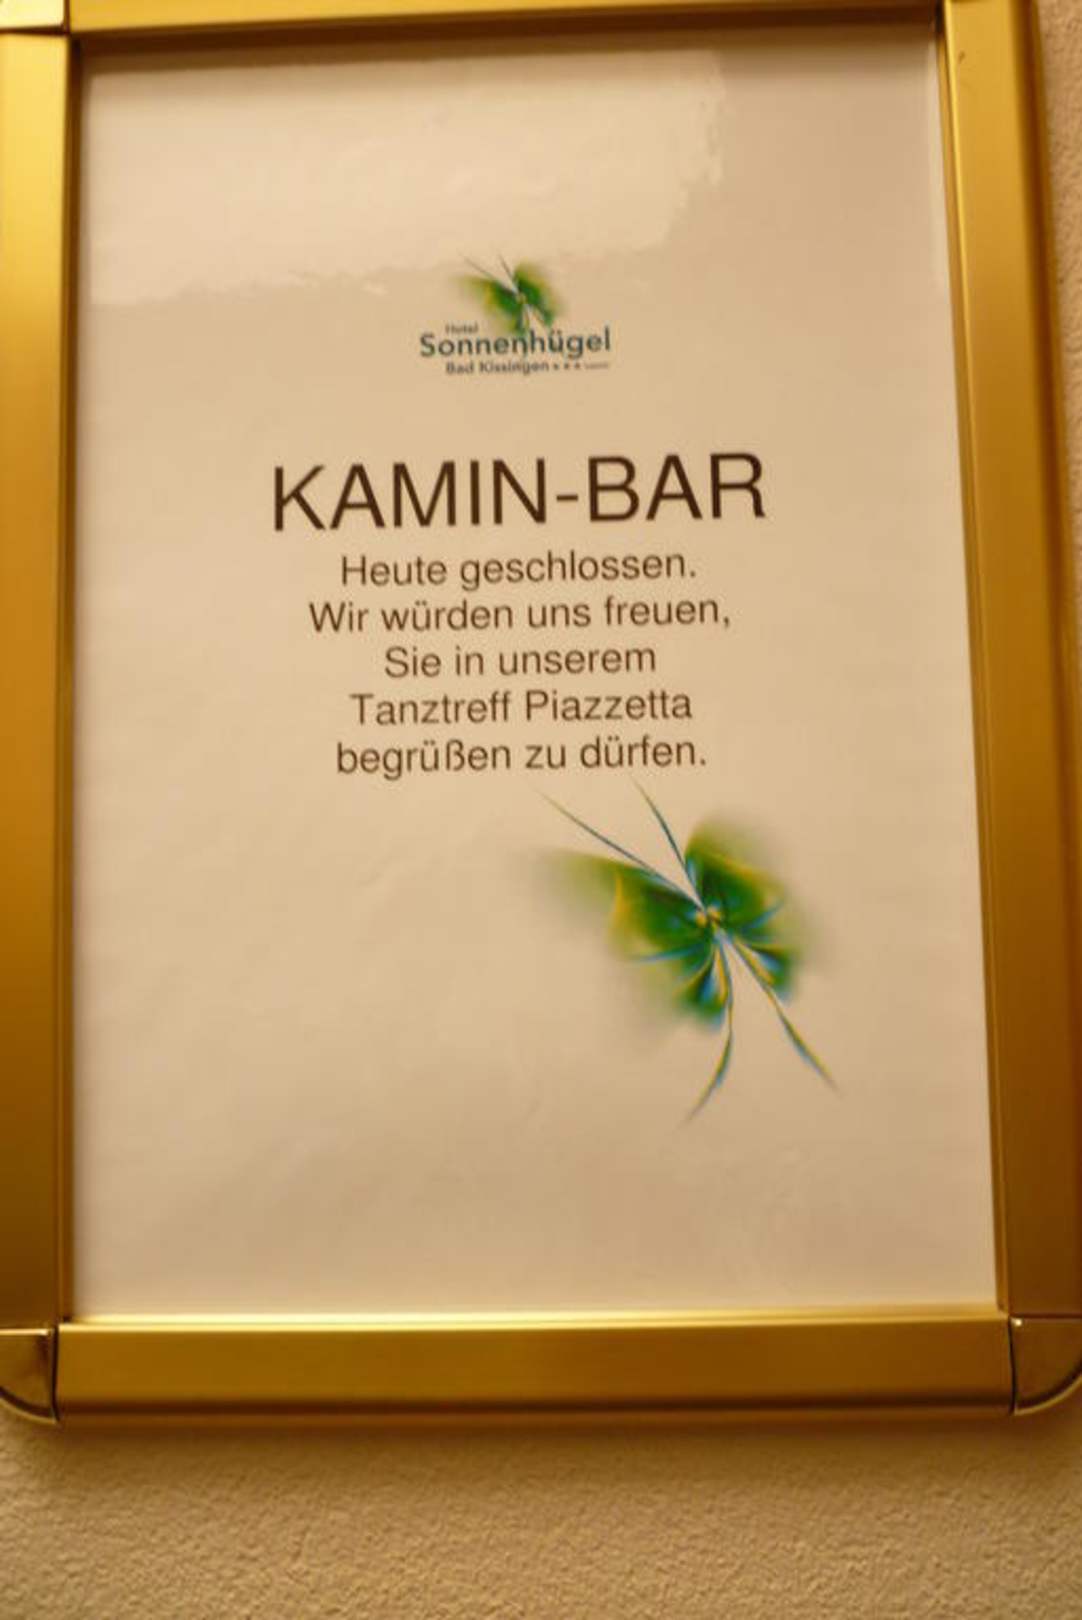 Hotel
Sonnenhügel
Bad Kissingen
KAMIN-BAR
Heute geschlossen.
Wir würden uns freuen,
Sie in unserem
Tanztreff Piazzetta
begrüßen zu dürfen.